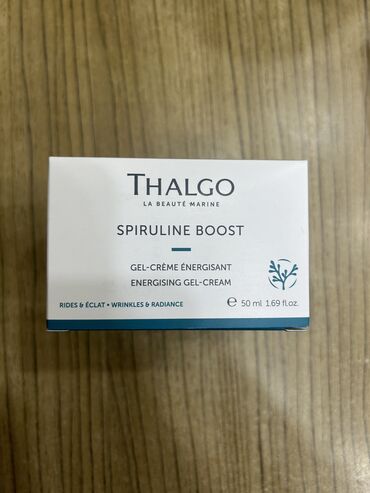 THALGO
LA BEAUTÉ MARINE
SPIRULINE BOOST
GEL-CRÈME ÉNERGISANT
ENERGISING GEL-CREAM
RIDES & ÉCLAT • WRINKLES & RADIANCE
℮ 50 ml 1.69 fl.oz.